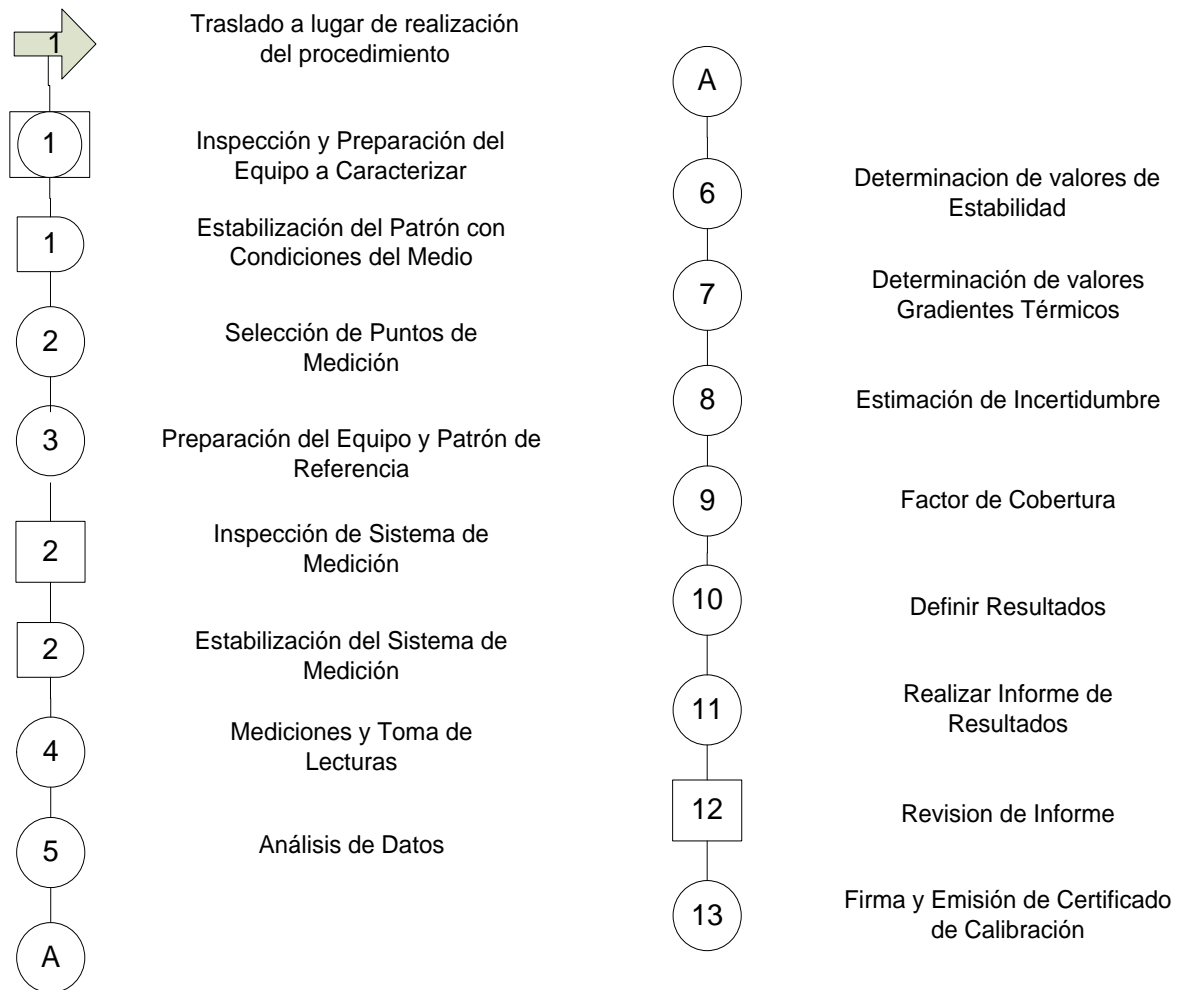 1
Traslado a lugar de realización
del procedimiento
1
Inspección y Preparación del
Equipo a Caracterizar
1
Estabilización del Patrón con
Condiciones del Medio
2
Selección de Puntos de
Medición
3
Preparación del Equipo y Patrón de
Referencia
2
Inspección de Sistema de
Medición
2
Estabilización del Sistema de
Medición
4
Mediciones y Toma de
Lecturas
5
Análisis de Datos
A
A
6
Determinacion de valores de
Estabilidad
7
Determinación de valores
Gradientes Térmicos
8
Estimación de Incertidumbre
9
Factor de Cobertura
10
Definir Resultados
11
Realizar Informe de
Resultados
12
Revision de Informe
13
Firma y Emisión de Certificado
de Calibración